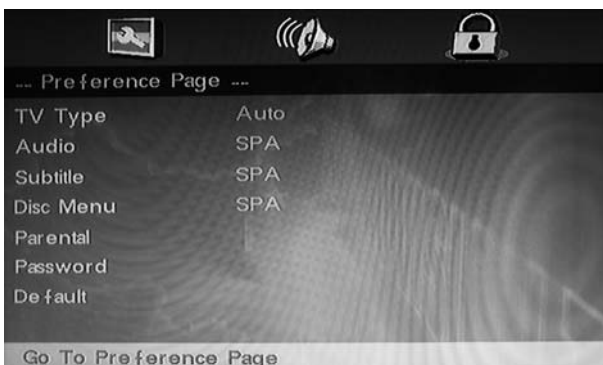 -- Preference Page --
TV Type Auto
Audio SPA
Subtitle SPA
Disc Menu SPA
Parental
Password
Default
Go To Preference Page